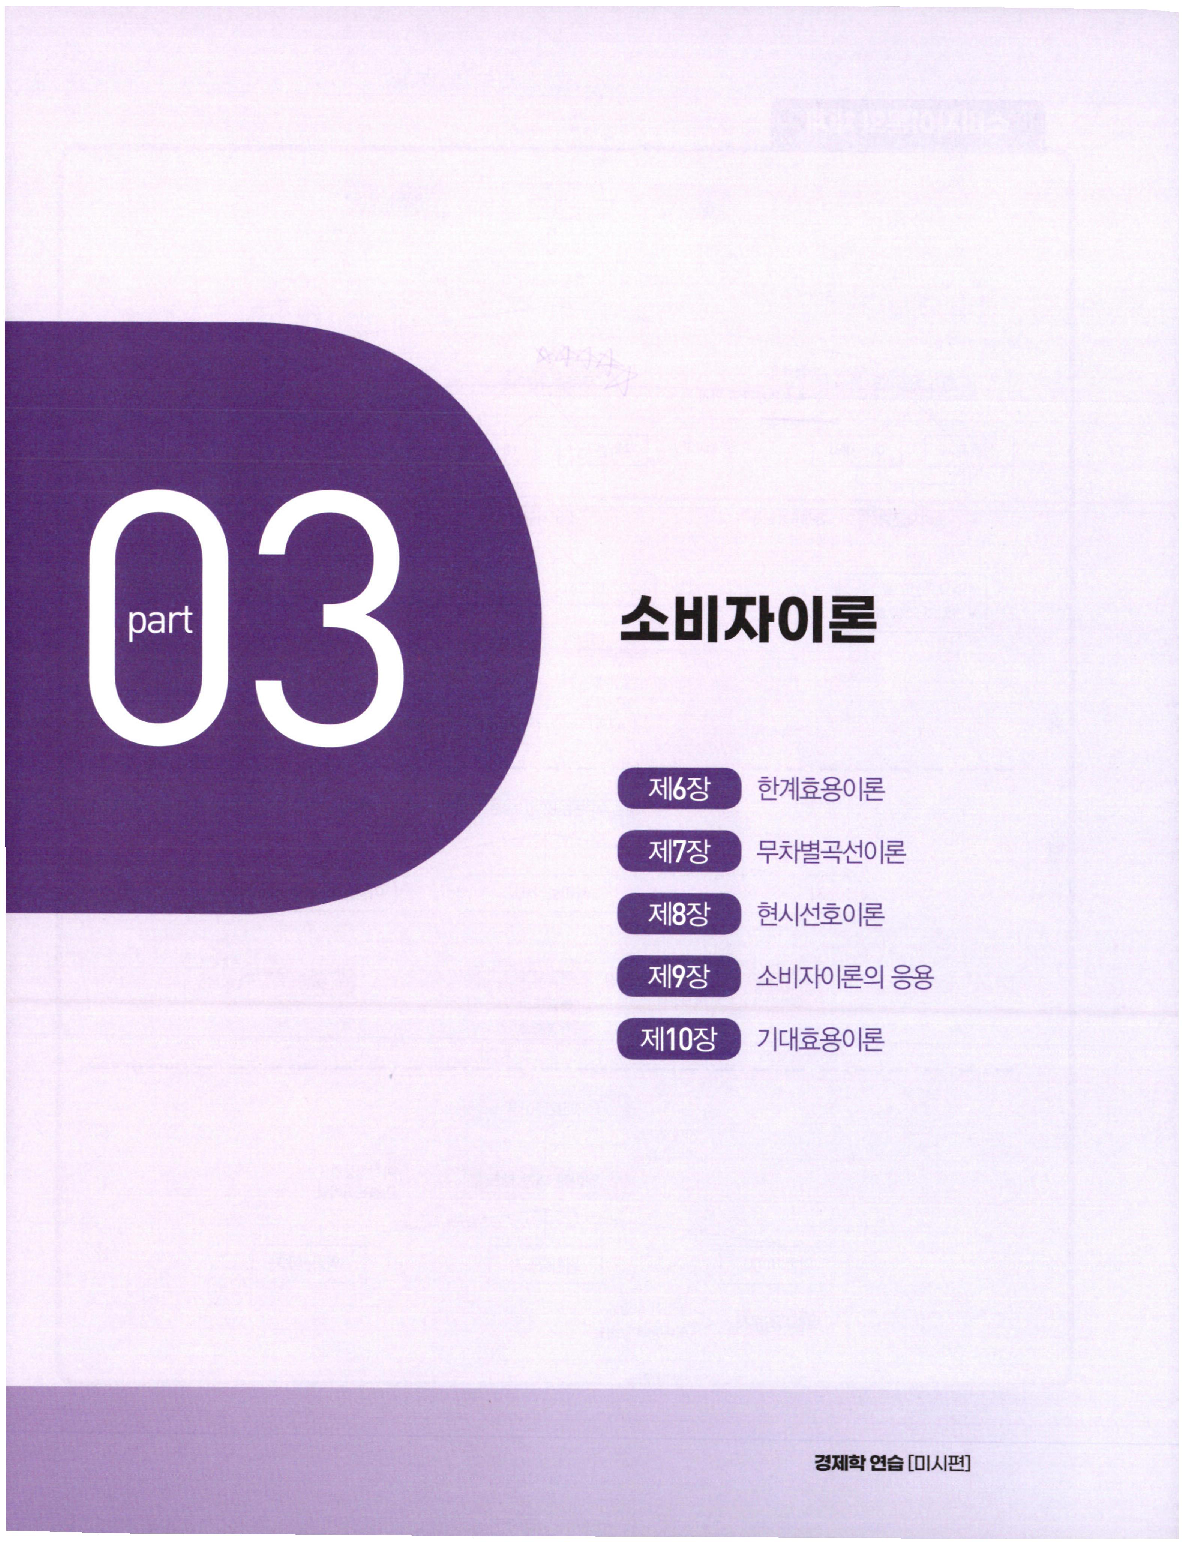 part
03
소비자이론
제6장 한계효용이론
제7장 무차별곡선이론
제8장 현시선호이론
제9장 소비자이론의 응용
제10장 기대효용이론
경제학 연습 [미시편]